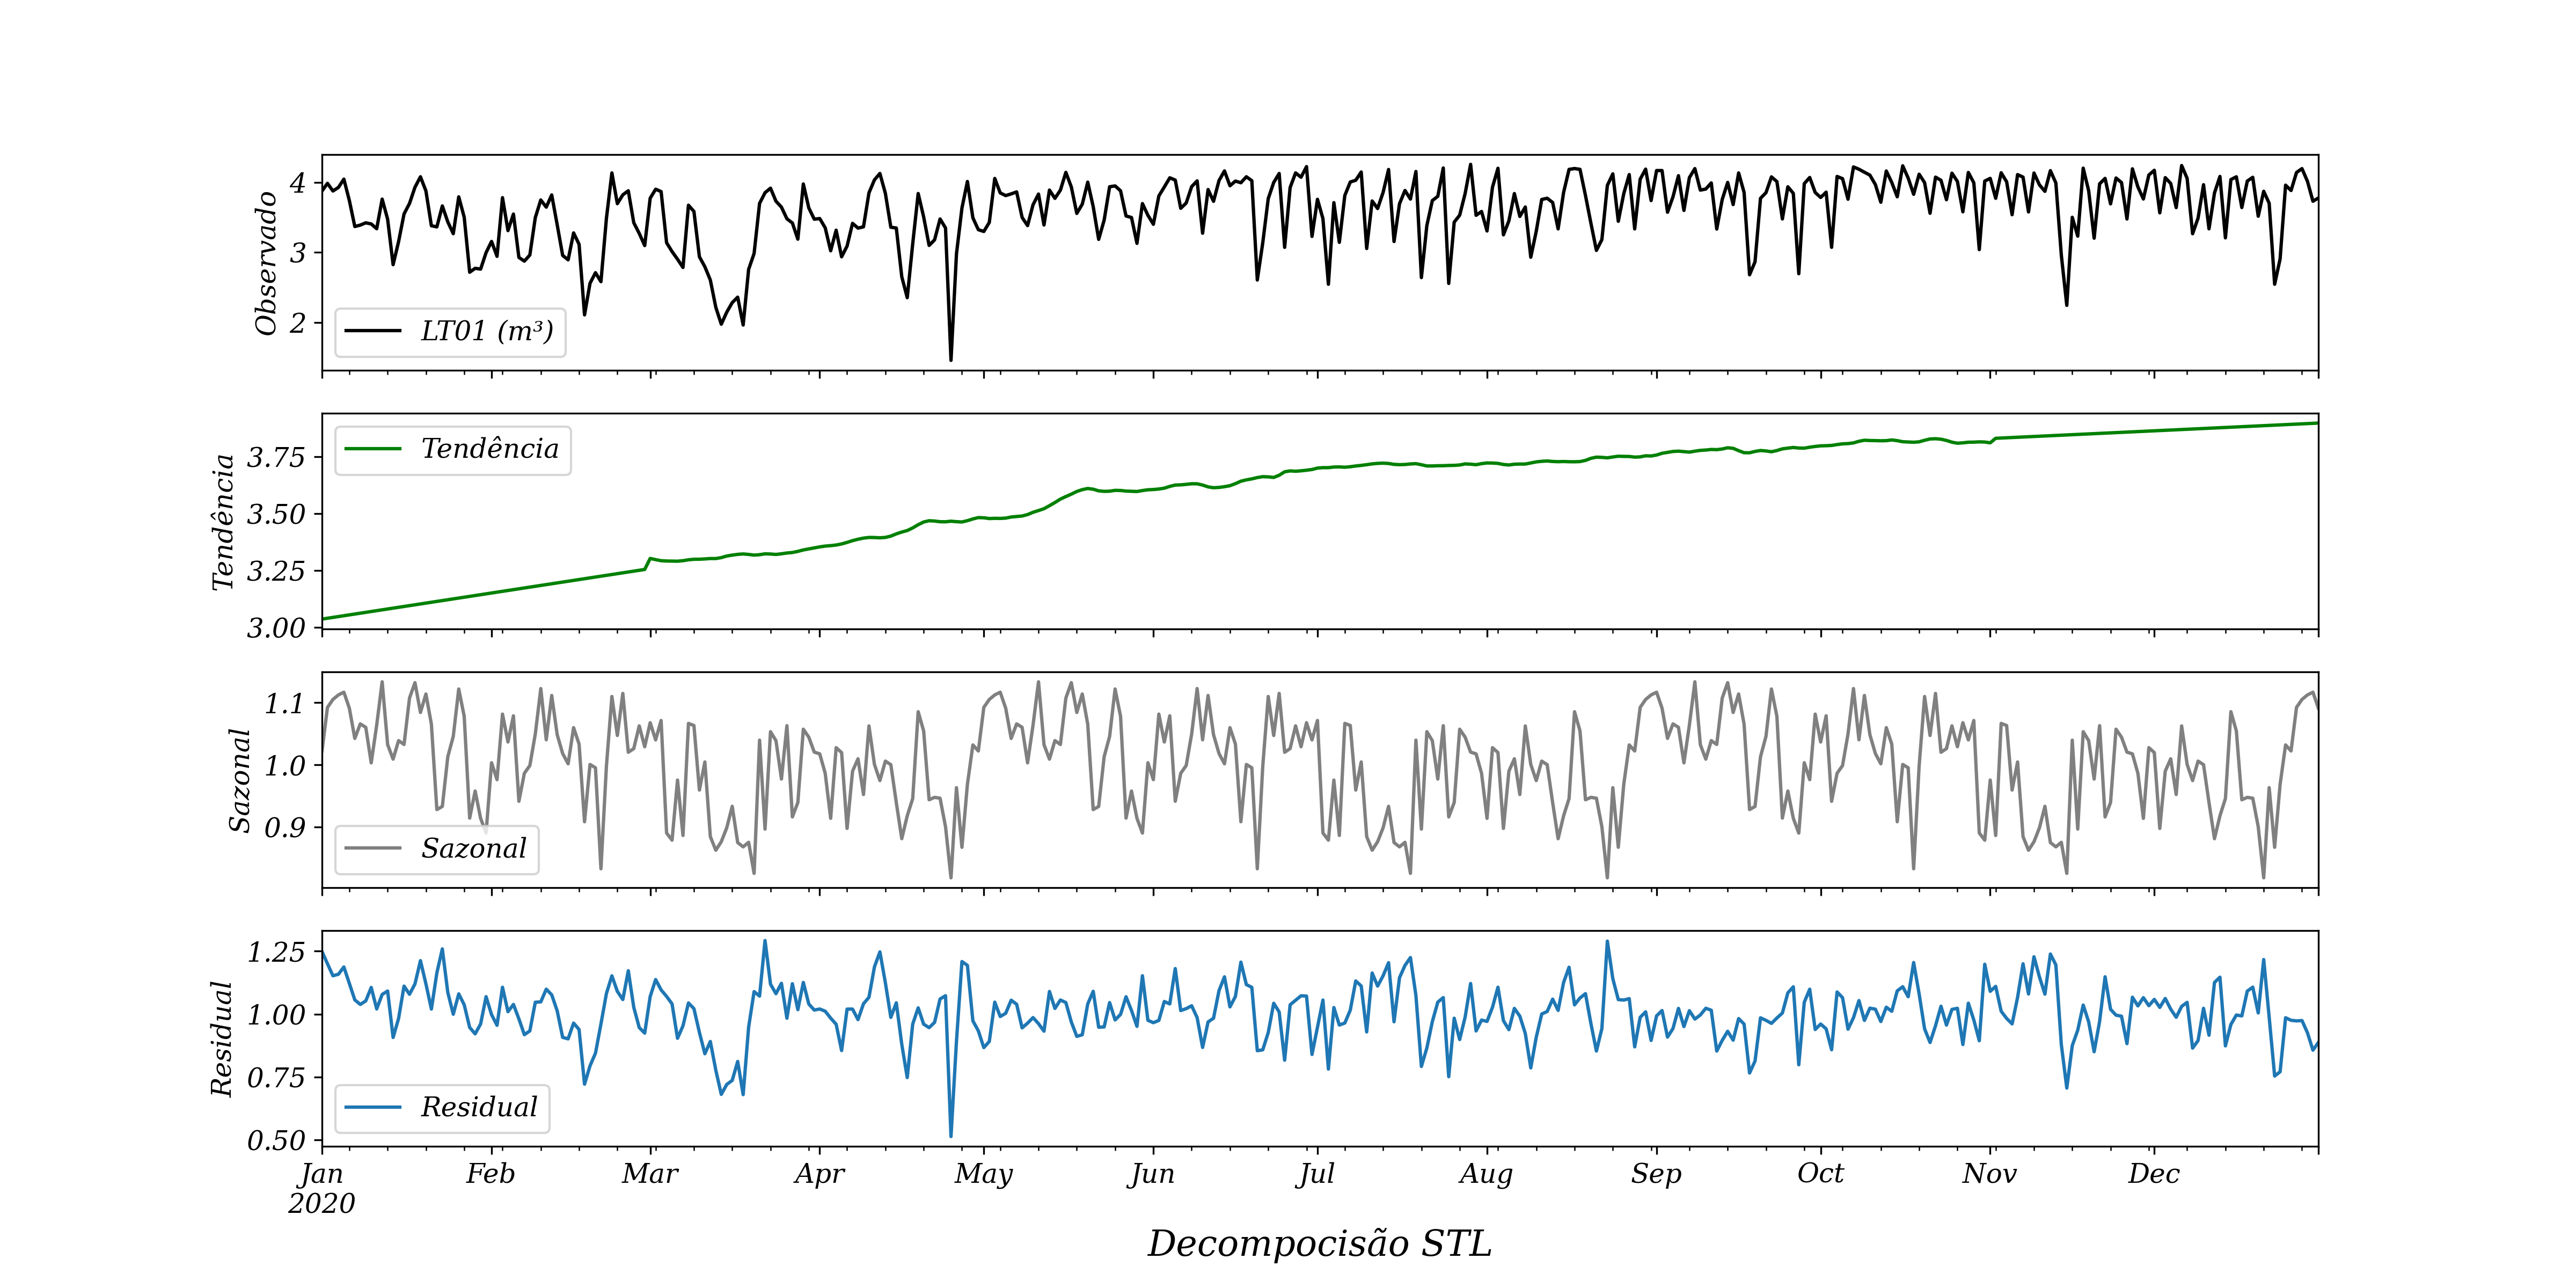 Observado
4
3
2
LT01 (m³)
Tendência
3.75
3.50
3.25
3.00
Tendência
Sazonal
1.1
1.0
0.9
Sazonal
Residual
1.25
1.00
0.75
0.50
Residual
Jan Feb Mar Apr May Jun Jul Aug Sep Oct Nov Dec
2020
Decompocisão STL